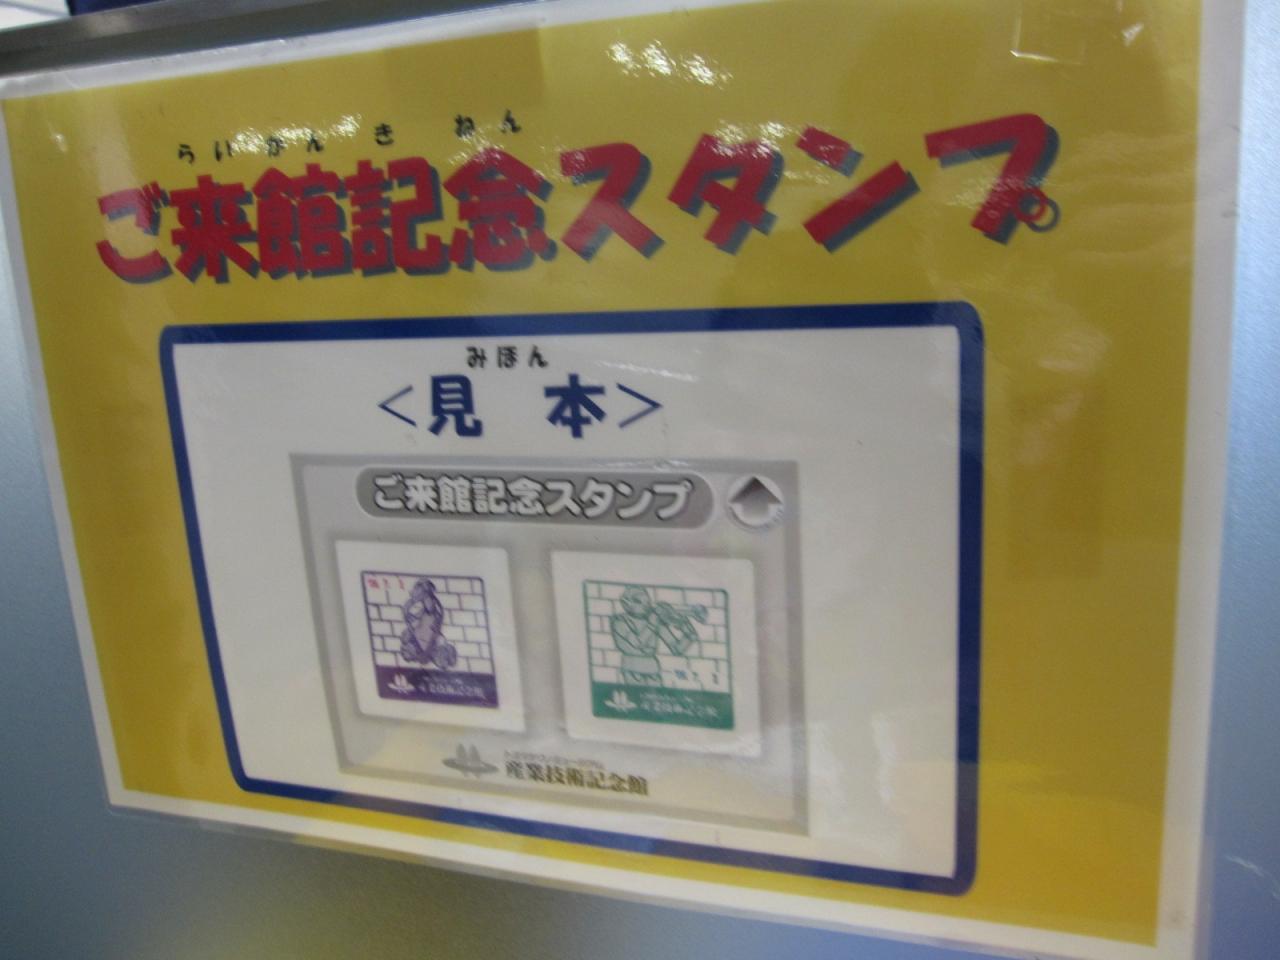 らいかんきねん
ご来館記念スタンプ
みほん
<見 本>
ご来館記念スタンプ
産業技術記念館